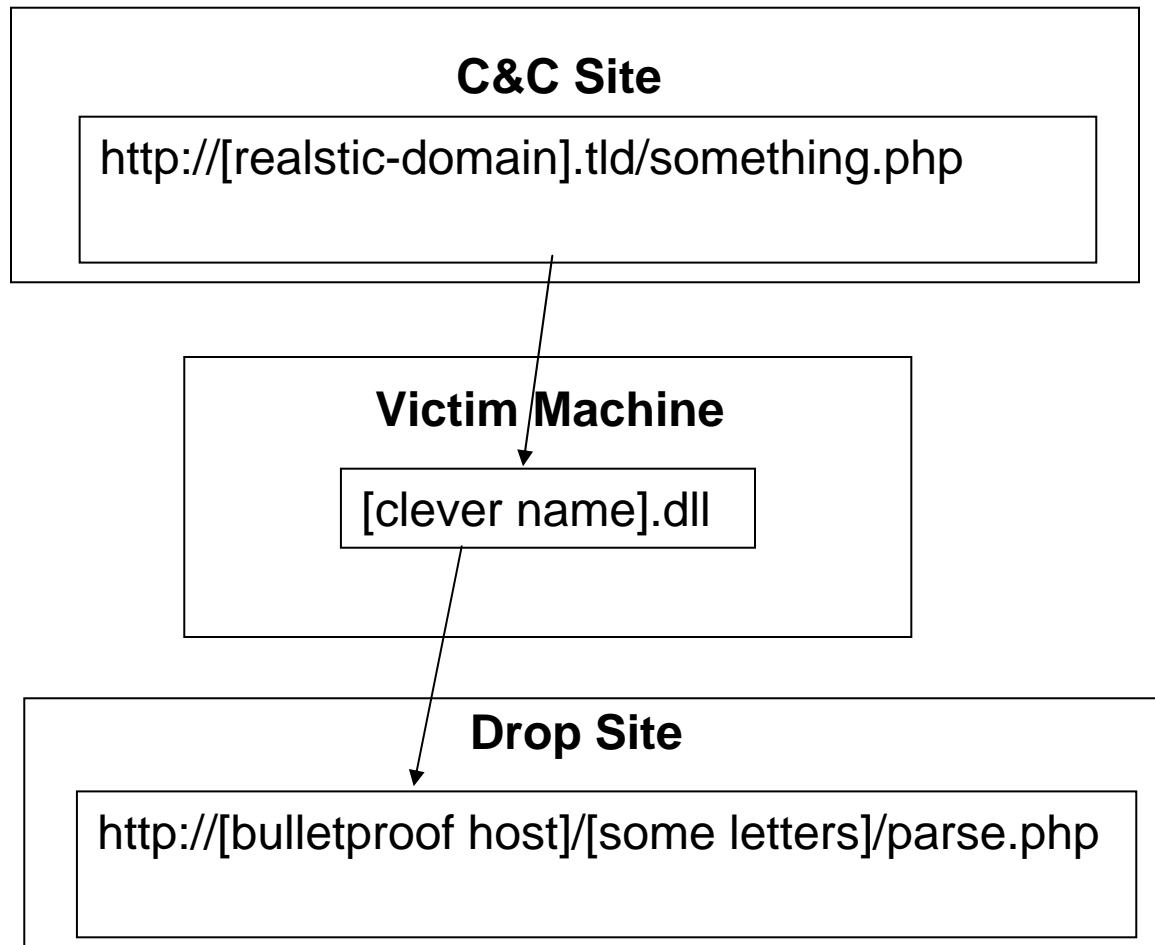 C&C Site
http://[realstic-domain].tld/something.php
Victim Machine
[clever name].dll
Drop Site
http://[bulletproof host]/[some letters]/parse.php